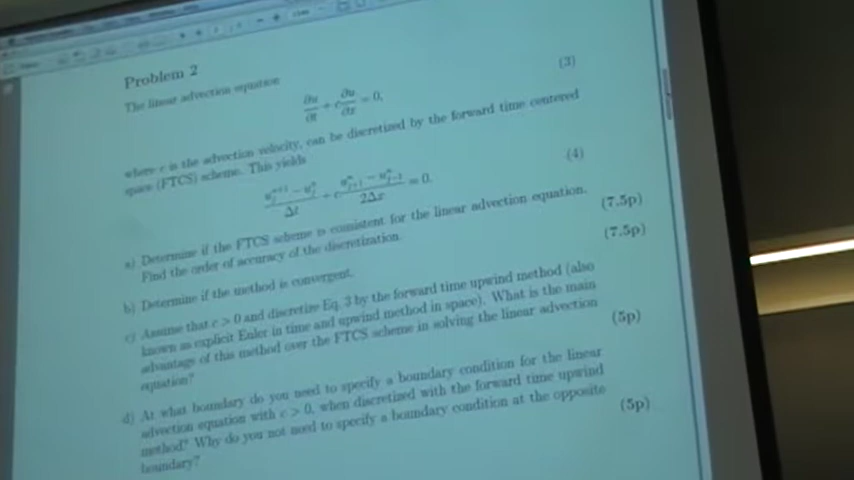 Problem 2
The linear advection equation
∂u/∂t + c ∂u/∂x = 0, (3)
where c is the advection velocity, can be discretized by the forward time centered
space (FTCS) scheme. This yields
(u_j^{n+1} − u_j^n)/Δt + c (u_{j+1}^n − u_{j−1}^n)/2Δx = 0. (4)
a) Determine if the FTCS scheme is consistent for the linear advection equation.
Find the order of accuracy of the discretization. (7.5p)
b) Determine if the method is convergent. (7.5p)
c) Assume that c > 0 and discretize Eq. 3 by the forward time upwind method (also
known as explicit Euler in time and upwind method in space). What is the main
advantage of this method over the FTCS scheme in solving the linear advection
equation? (5p)
d) At what boundary do you need to specify a boundary condition for the linear
advection equation with c > 0, when discretized with the forward time upwind
method? Why do you not need to specify a boundary condition at the opposite
boundary? (5p)